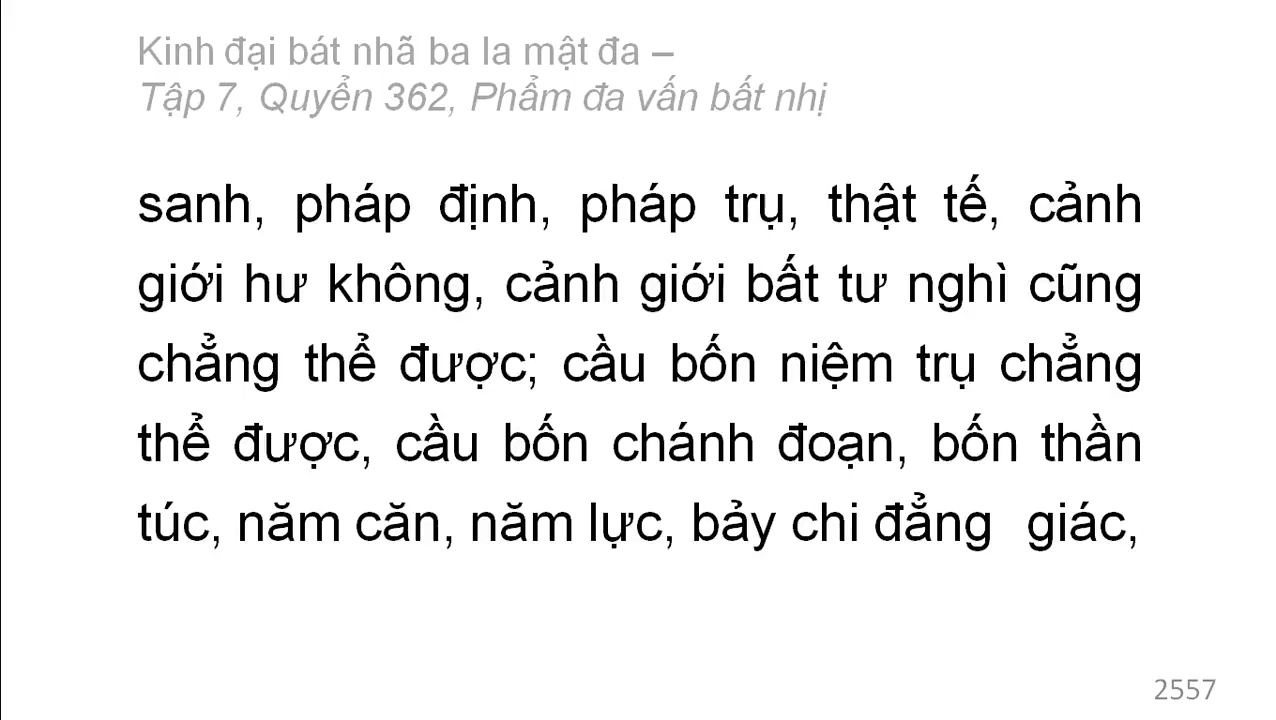 Kinh đại bát nhã ba la mật đa –
Tập 7, Quyển 362, Phẩm đa vấn bất nhị
sanh, pháp định, pháp trụ, thật tế, cảnh
giới hư không, cảnh giới bất tư nghì cũng
chẳng thể được; cầu bốn niệm trụ chẳng
thể được, cầu bốn chánh đoạn, bốn thần
túc, năm căn, năm lực, bảy chi đẳng giác,
2557